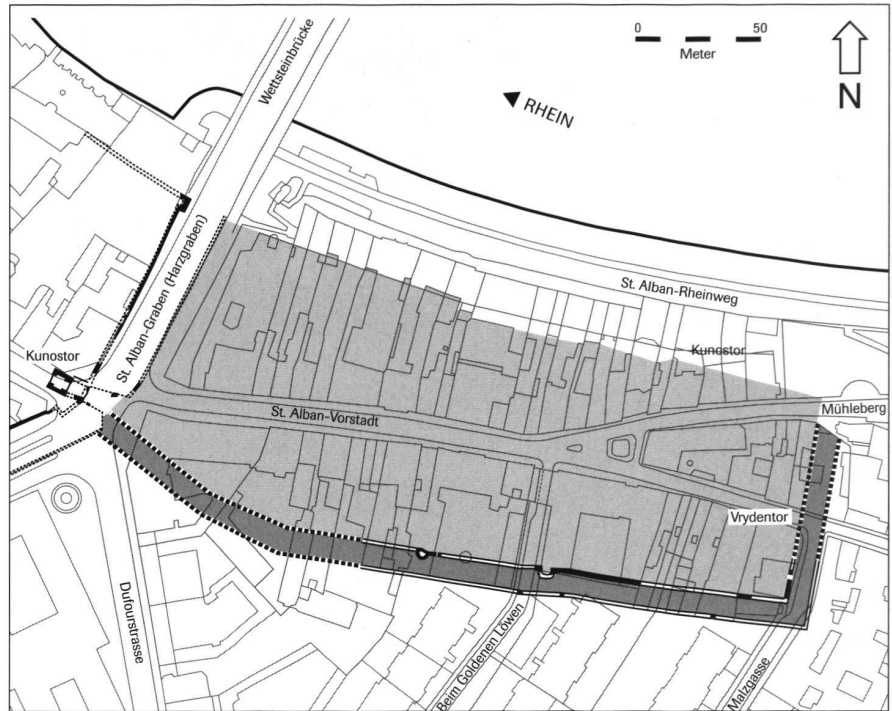 0 50
Meter
N
Wettsteinbrücke
RHEIN
St. Alban-Graben (Harzgraben)
St. Alban-Rheinweg
Kunostor
Kunostor
St. Alban-Vorstadt
Mühleberg
Vrydentor
Dufourstrasse
Beim Goldenen Löwen
Malzgasse